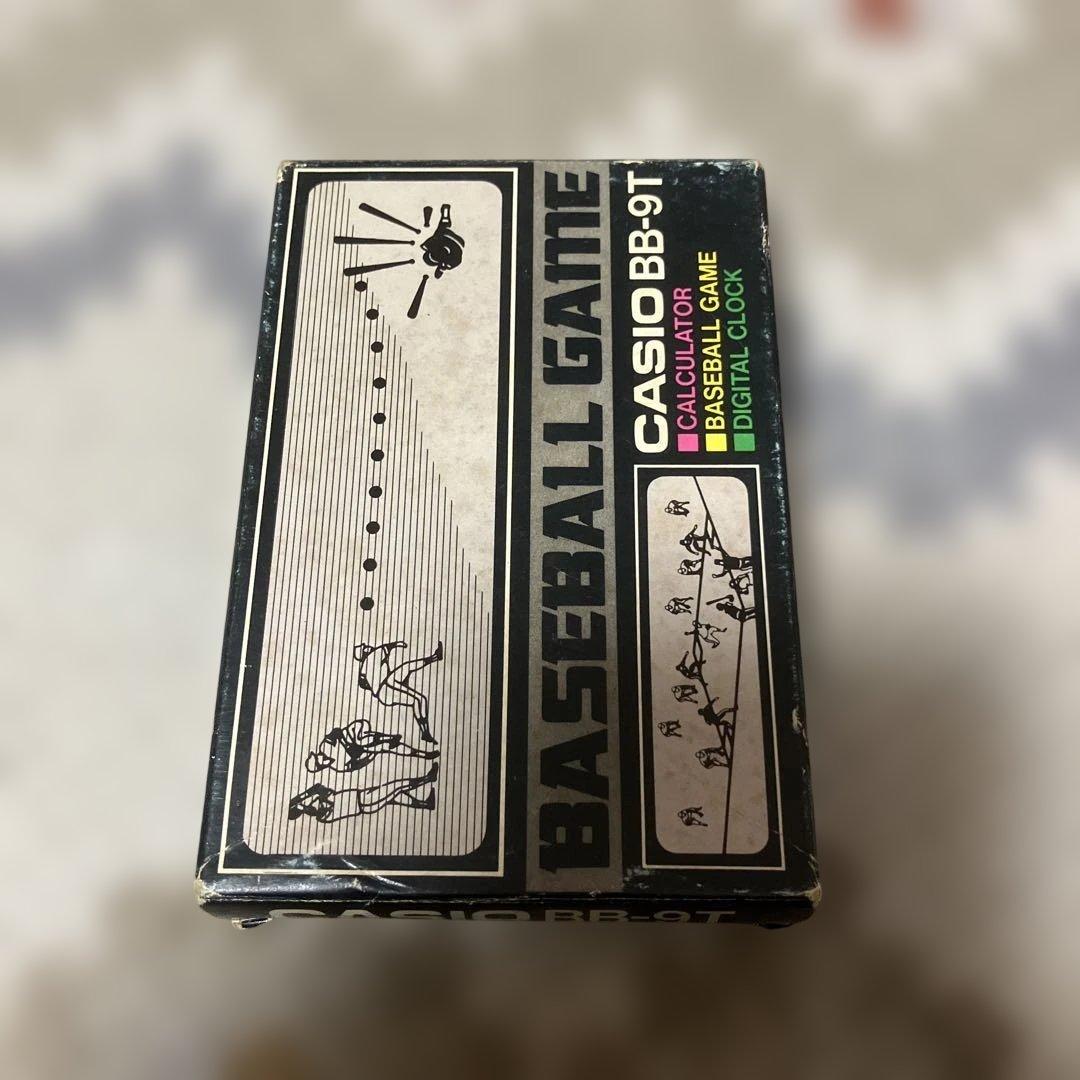 BASEBALL GAME
CASIO BB-9T
CALCULATOR
BASEBALL GAME
DIGITAL CLOCK
CASIO BB-9T